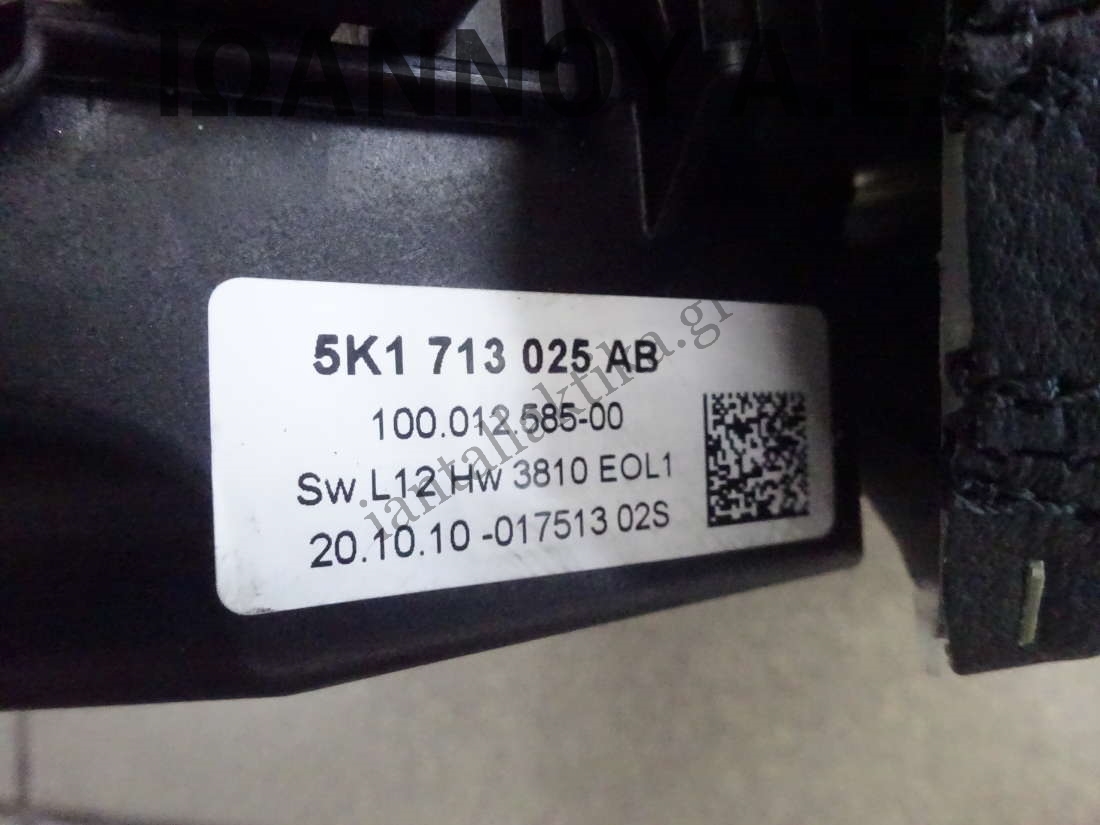 ΙΩΑΝΝΟΥ Α.Ε.
5K1 713 025 AB
100.012.585-00
Sw L12 Hw 3810 EOL1
20.10.10 -017513 02S
iantallaktika.gr